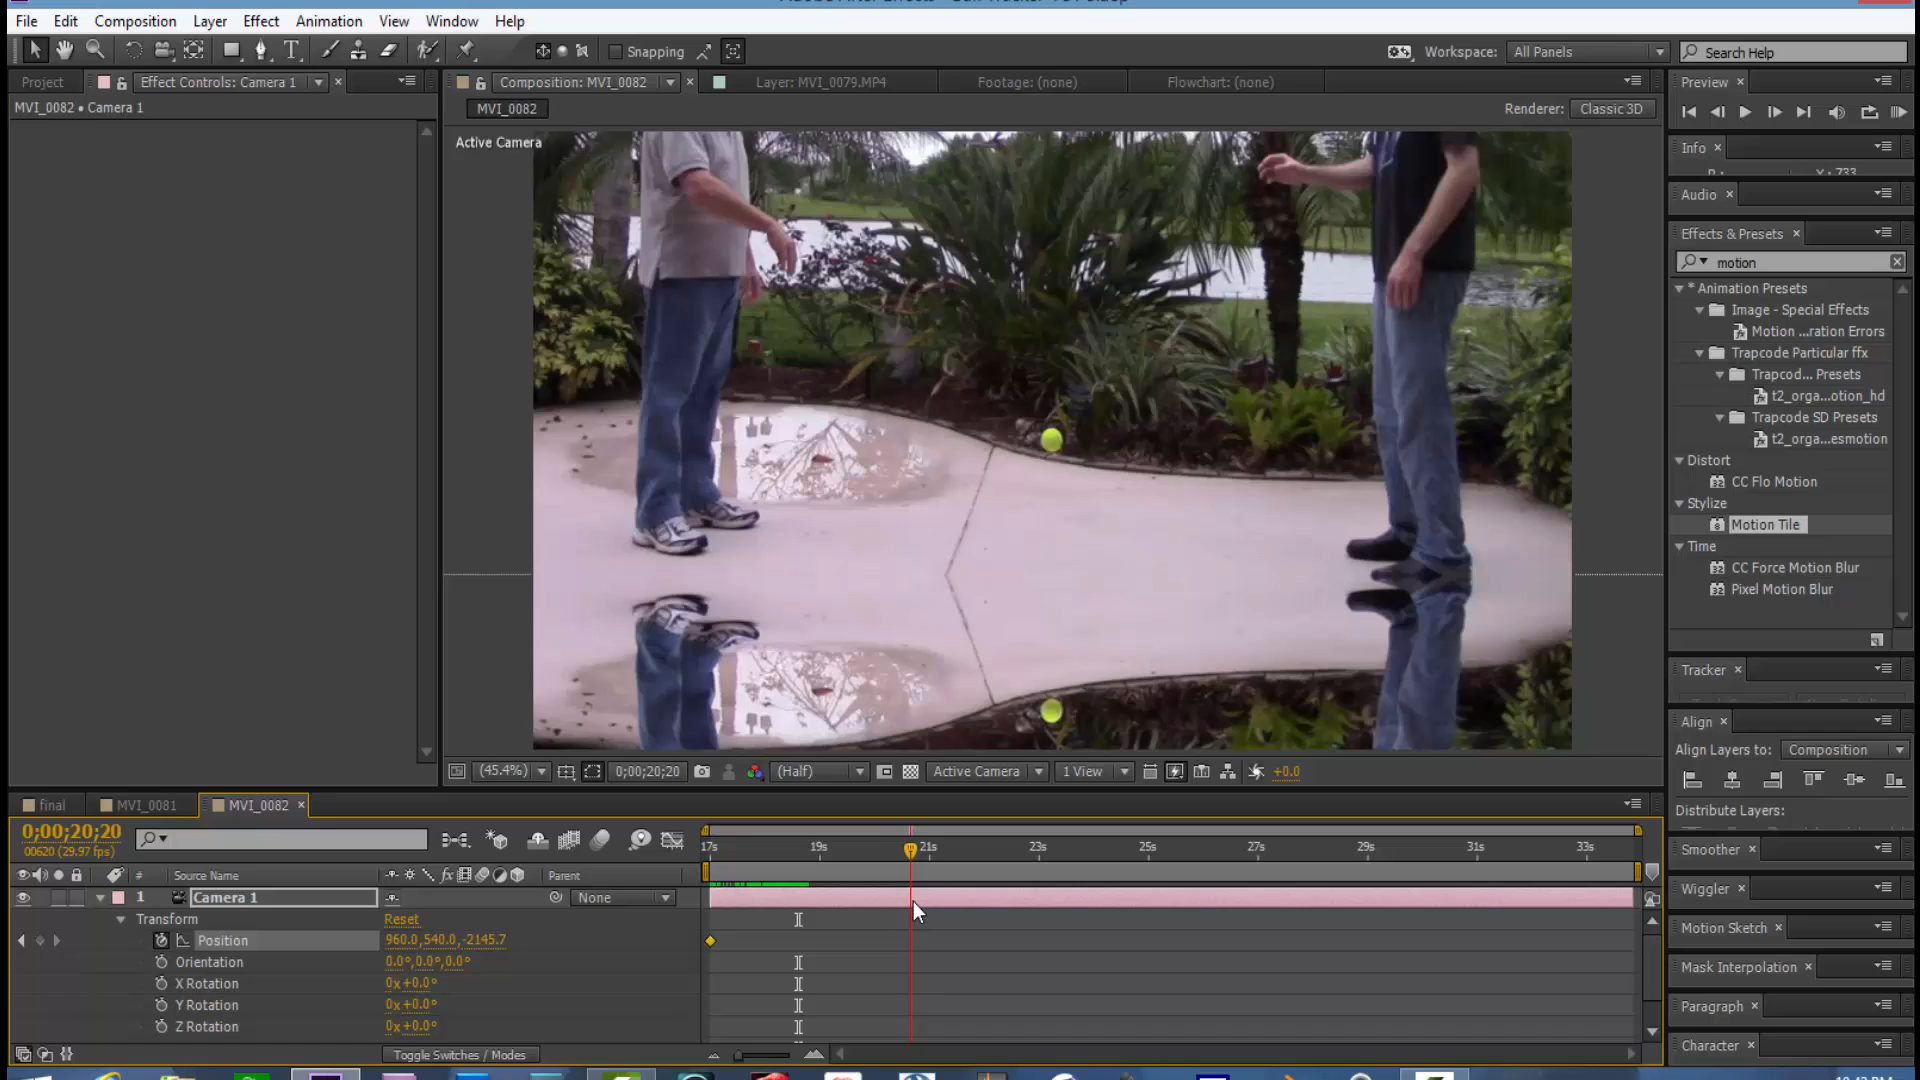 File Edit Composition Layer Effect Animation View Window Help
Snapping
Workspace: All Panels
Search Help
Project
Effect Controls: Camera 1
Composition: MVI_0082
Layer: MVI_0079.MP4
Footage: (none)
Flowchart: (none)
Preview
MVI_0082 • Camera 1
MVI_0082
Renderer: Classic 3D
Active Camera
Info
Audio
Effects & Presets
motion
* Animation Presets
Image - Special Effects
Motion ...ration Errors
Trapcode Particular ffx
Trapcod... Presets
t2_orga...otion_hd
Trapcode SD Presets
t2_orga...esmotion
Distort
CC Flo Motion
Stylize
Motion Tile
Time
CC Force Motion Blur
Pixel Motion Blur
Tracker
Align
Align Layers to: Composition
Distribute Layers:
Smoother
Wiggler
Motion Sketch
Mask Interpolation
Paragraph
Character
(45.4%) 0;00;20;20 (Half) Active Camera 1 View +0.0
final MVI_0081 MVI_0082
0;00;20;20
00620 (29.97 fps)
17s 19s 21s 23s 25s 27s 29s 31s 33s
# Source Name Parent
1 Camera 1 None
Transform Reset
Position 960.0,540.0,-2145.7
Orientation 0.0°,0.0°,0.0°
X Rotation 0x+0.0°
Y Rotation 0x+0.0°
Z Rotation 0x+0.0°
Toggle Switches / Modes